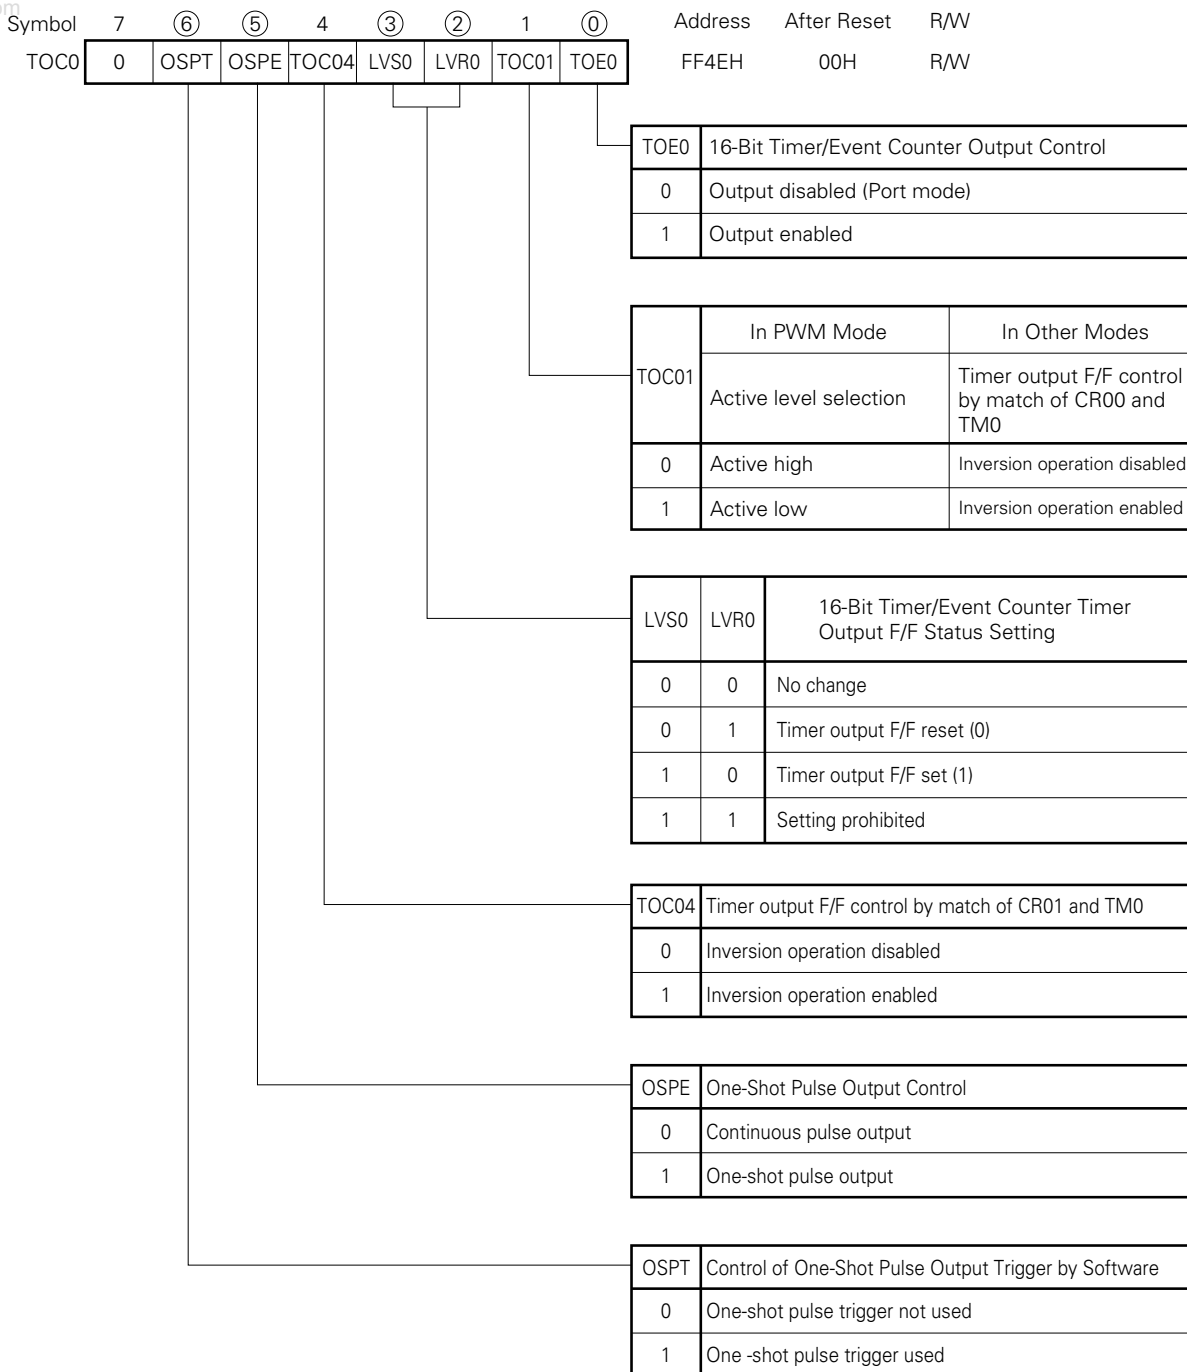 om
Symbol 7 ⑥ ⑤ 4 ③ ② 1 ⓪ Address After Reset R/W
TOC0 0 OSPT OSPE TOC04 LVS0 LVR0 TOC01 TOE0 FF4EH 00H R/W
TOE0 16-Bit Timer/Event Counter Output Control
0 Output disabled (Port mode)
1 Output enabled
TOC01 In PWM Mode In Other Modes
Active level selection Timer output F/F control
by match of CR00 and
TM0
0 Active high Inversion operation disabled
1 Active low Inversion operation enabled
LVS0 LVR0 16-Bit Timer/Event Counter Timer
Output F/F Status Setting
0 0 No change
0 1 Timer output F/F reset (0)
1 0 Timer output F/F set (1)
1 1 Setting prohibited
TOC04 Timer output F/F control by match of CR01 and TM0
0 Inversion operation disabled
1 Inversion operation enabled
OSPE One-Shot Pulse Output Control
0 Continuous pulse output
1 One-shot pulse output
OSPT Control of One-Shot Pulse Output Trigger by Software
0 One-shot pulse trigger not used
1 One -shot pulse trigger used